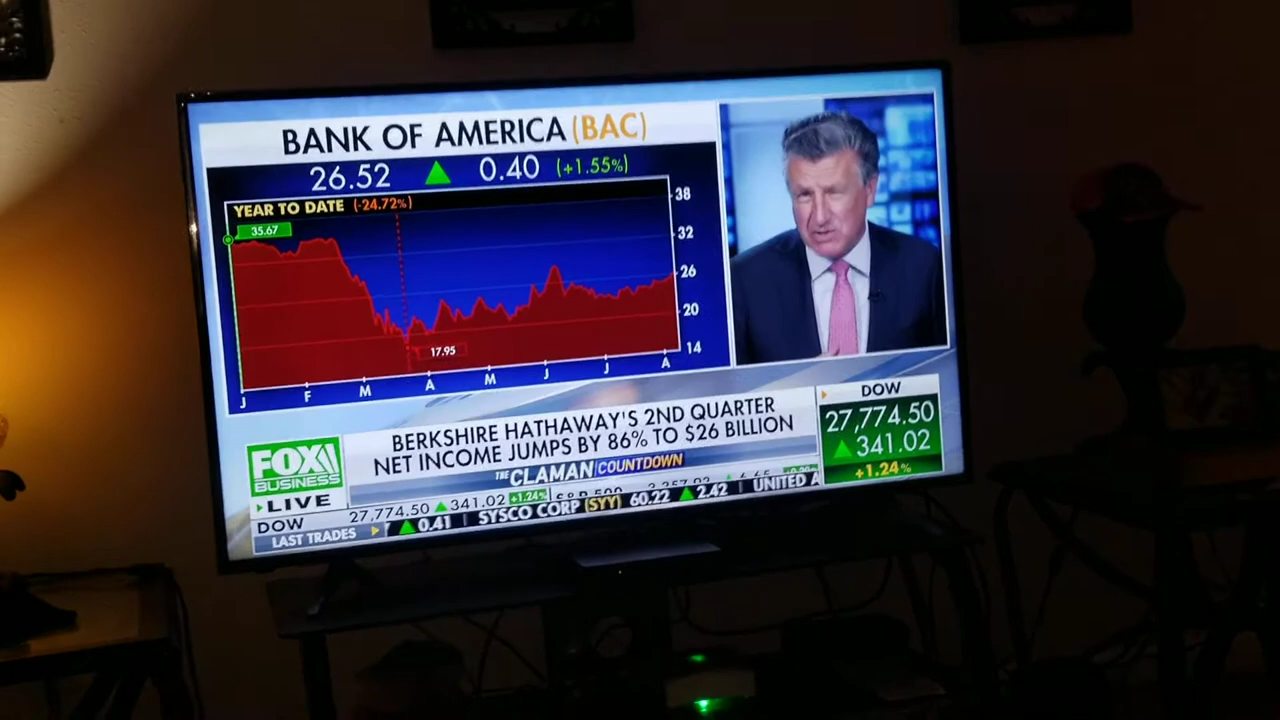 BANK OF AMERICA (BAC)
26.52 ▲ 0.40 (+1.55%)
YEAR TO DATE (-24.72%)
35.67
38
32
26
20
14
17.95
J F M A M J J A
BERKSHIRE HATHAWAY'S 2ND QUARTER
NET INCOME JUMPS BY 86% TO $26 BILLION
THE CLAMAN COUNTDOWN
FOX
BUSINESS
LIVE
DOW
27,774.50
▲ 341.02
+1.24%
DOW 27,774.50 ▲ 341.02 +1.24% S&P 500
LAST TRADES ▲ 0.41 | SYSCO CORP (SYY) 60.22 ▲ 2.42 | UNITED A